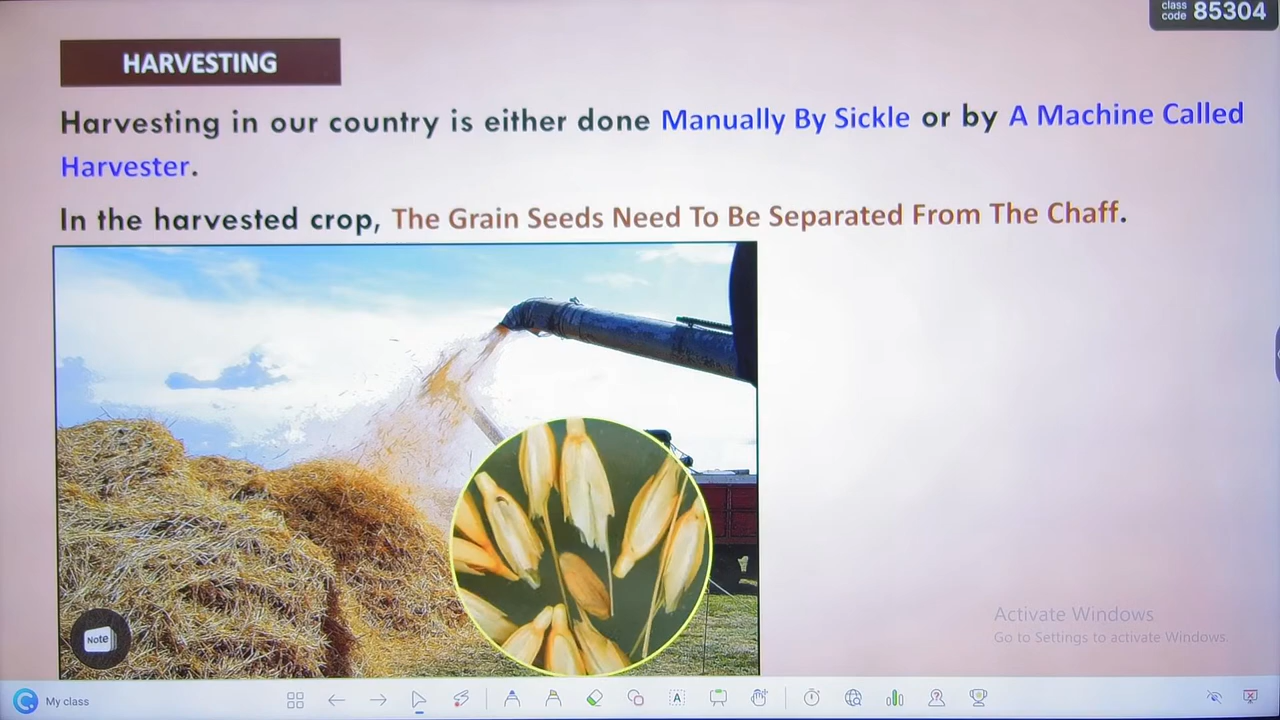 class code 85304
HARVESTING
Harvesting in our country is either done Manually By Sickle or by A Machine Called
Harvester.
In the harvested crop, The Grain Seeds Need To Be Separated From The Chaff.
Note
Activate Windows
Go to Settings to activate Windows.
My class
A